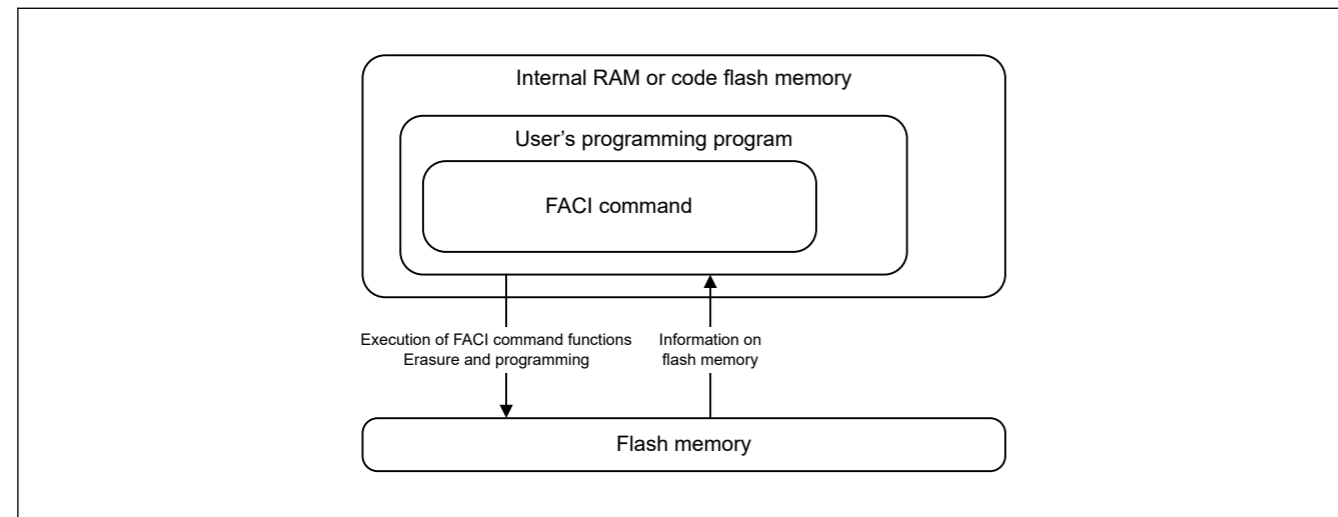 Internal RAM or code flash memory
User’s programming program
FACI command
Execution of FACI command functions
Erasure and programming
Information on
flash memory
Flash memory